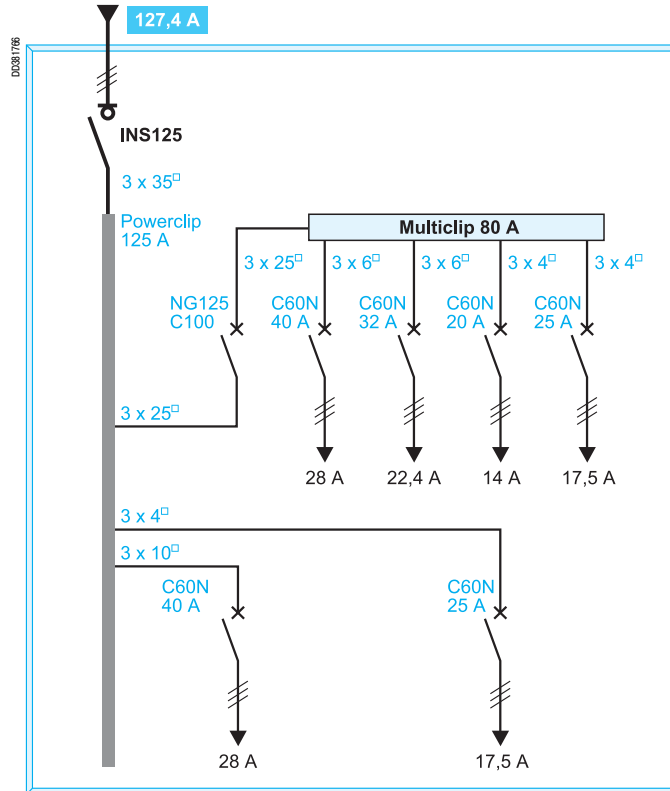 127,4 A
DD381766
INS125
3 x 35□
Powerclip
125 A
Multiclip 80 A
3 x 25□
3 x 6□
3 x 6□
3 x 4□
3 x 4□
NG125
C100
C60N
40 A
C60N
32 A
C60N
20 A
C60N
25 A
3 x 25□
28 A
22,4 A
14 A
17,5 A
3 x 4□
3 x 10□
C60N
40 A
C60N
25 A
28 A
17,5 A